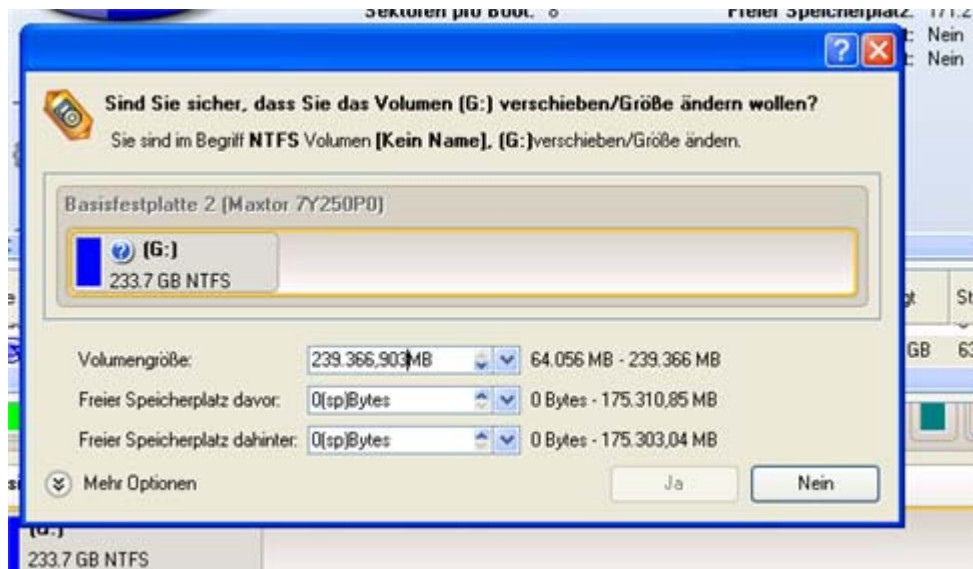 Sektoren pro Boot: 8
Freier Speicherplatz: 171.2
t: Nein
t: Nein
Sind Sie sicher, dass Sie das Volumen (G:) verschieben/Größe ändern wollen?
Sie sind im Begriff NTFS Volumen [Kein Name], (G:)verschieben/Größe ändern.
Basisfestplatte 2 (Maxtor 7Y250P0)
(G:)
233.7 GB NTFS
Volumengröße: 239.366,903MB 64.056 MB - 239.366 MB
Freier Speicherplatz davor: 0(sp)Bytes 0 Bytes - 175.310,85 MB
Freier Speicherplatz dahinter: 0(sp)Bytes 0 Bytes - 175.303,04 MB
Mehr Optionen
Ja
Nein
gt
St
GB
63
(G:)
233.7 GB NTFS